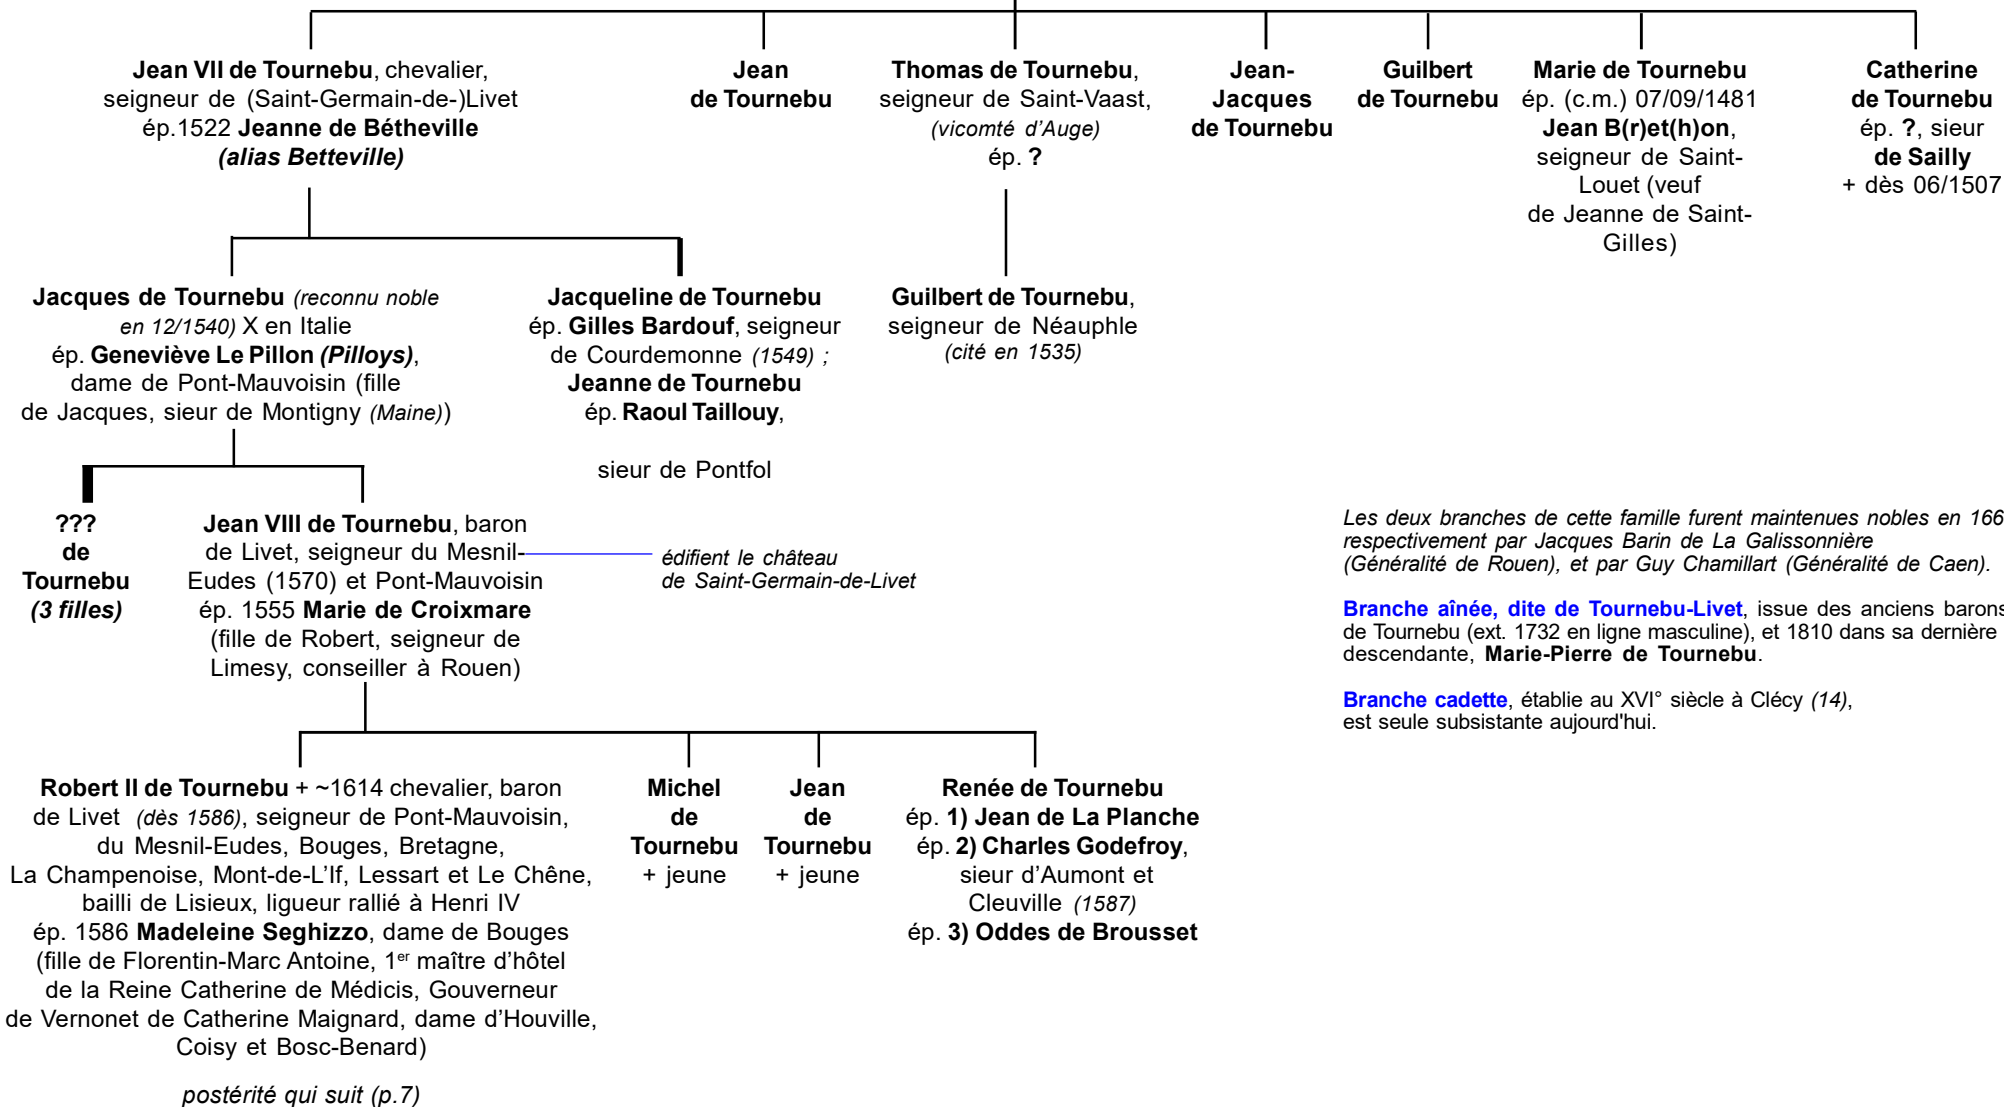 Jean VII de Tournebu, chevalier,
seigneur de (Saint-Germain-de-)Livet
ép.1522 Jeanne de Bétheville
(alias Betteville)
Jean
de Tournebu
Thomas de Tournebu,
seigneur de Saint-Vaast,
(vicomté d'Auge)
ép. ?
Jean-
Jacques
de Tournebu
Guilbert
de Tournebu
Marie de Tournebu
ép. (c.m.) 07/09/1481
Jean B(r)et(h)on,
seigneur de Saint-
Louet (veuf
de Jeanne de Saint-
Gilles)
Catherine
de Tournebu
ép. ?, sieur
de Sailly
+ dès 06/1507
Jacques de Tournebu (reconnu noble
en 12/1540) X en Italie
ép. Geneviève Le Pillon (Pilloys),
dame de Pont-Mauvoisin (fille
de Jacques, sieur de Montigny (Maine))
Jacqueline de Tournebu
ép. Gilles Bardouf, seigneur
de Courdemonne (1549) ;
Jeanne de Tournebu
ép. Raoul Taillouy,
sieur de Pontfol
Guilbert de Tournebu,
seigneur de Néauphle
(cité en 1535)
???
de
Tournebu
(3 filles)
Jean VIII de Tournebu, baron
de Livet, seigneur du Mesnil-
Eudes (1570) et Pont-Mauvoisin
ép. 1555 Marie de Croixmare
(fille de Robert, seigneur de
Limesy, conseiller à Rouen)
édifient le château
de Saint-Germain-de-Livet
Les deux branches de cette famille furent maintenues nobles en 166
respectivement par Jacques Barin de La Galissonnière
(Généralité de Rouen), et par Guy Chamillart (Généralité de Caen).
Branche aînée, dite de Tournebu-Livet, issue des anciens barons
de Tournebu (ext. 1732 en ligne masculine), et 1810 dans sa dernière
descendante, Marie-Pierre de Tournebu.
Branche cadette, établie au XVI° siècle à Clécy (14),
est seule subsistante aujourd'hui.
Robert II de Tournebu + ~1614 chevalier, baron
de Livet (dès 1586), seigneur de Pont-Mauvoisin,
du Mesnil-Eudes, Bouges, Bretagne,
La Champenoise, Mont-de-L'If, Lessart et Le Chêne,
bailli de Lisieux, ligueur rallié à Henri IV
ép. 1586 Madeleine Seghizzo, dame de Bouges
(fille de Florentin-Marc Antoine, 1er maître d'hôtel
de la Reine Catherine de Médicis, Gouverneur
de Vernonet de Catherine Maignard, dame d'Houville,
Coisy et Bosc-Benard)
postérité qui suit (p.7)
Michel
de
Tournebu
+ jeune
Jean
de
Tournebu
+ jeune
Renée de Tournebu
ép. 1) Jean de La Planche
ép. 2) Charles Godefroy,
sieur d'Aumont et
Cleuville (1587)
ép. 3) Oddes de Brousset